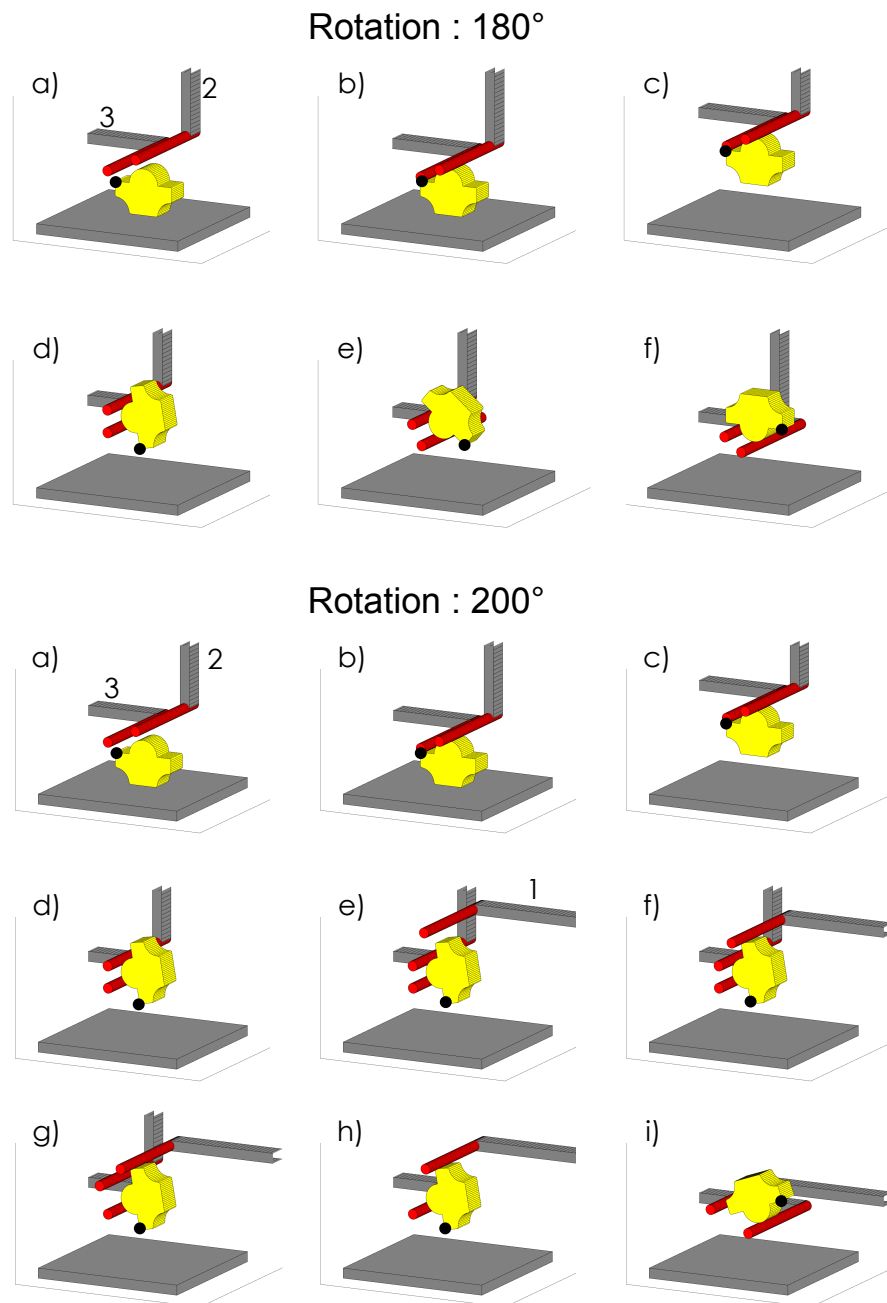 Rotation : 180°
a) 3 2 b) c)
d) e) f)
Rotation : 200°
a) 3 2 b) c)
d) e) 1 f)
g) h) i)